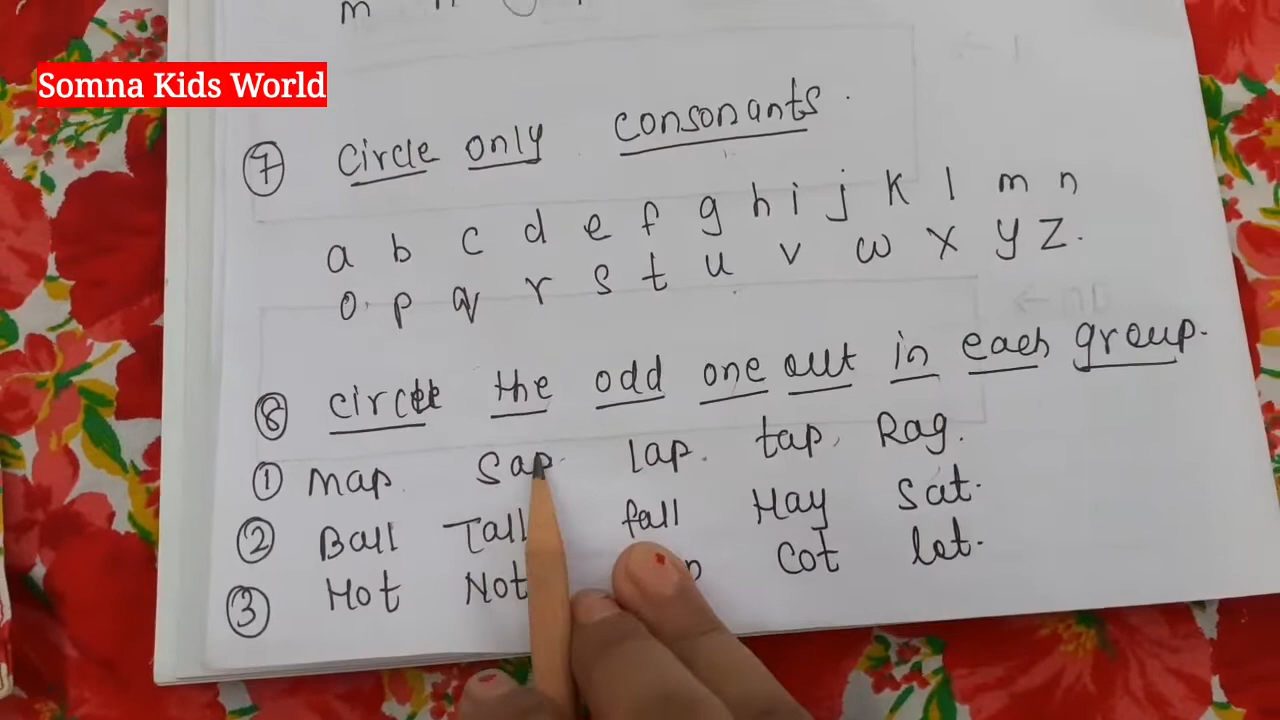 m n
Somna Kids World
7 Circle only consonants.
a b c d e f g h i j k l m n
o. p q r s t u v w x y z.
8 circle the odd one out in each group.
1 Map. Sap. lap. tap. Rag.
2 Ball Tall fall Hay Sat.
3 Hot Not Cot let.